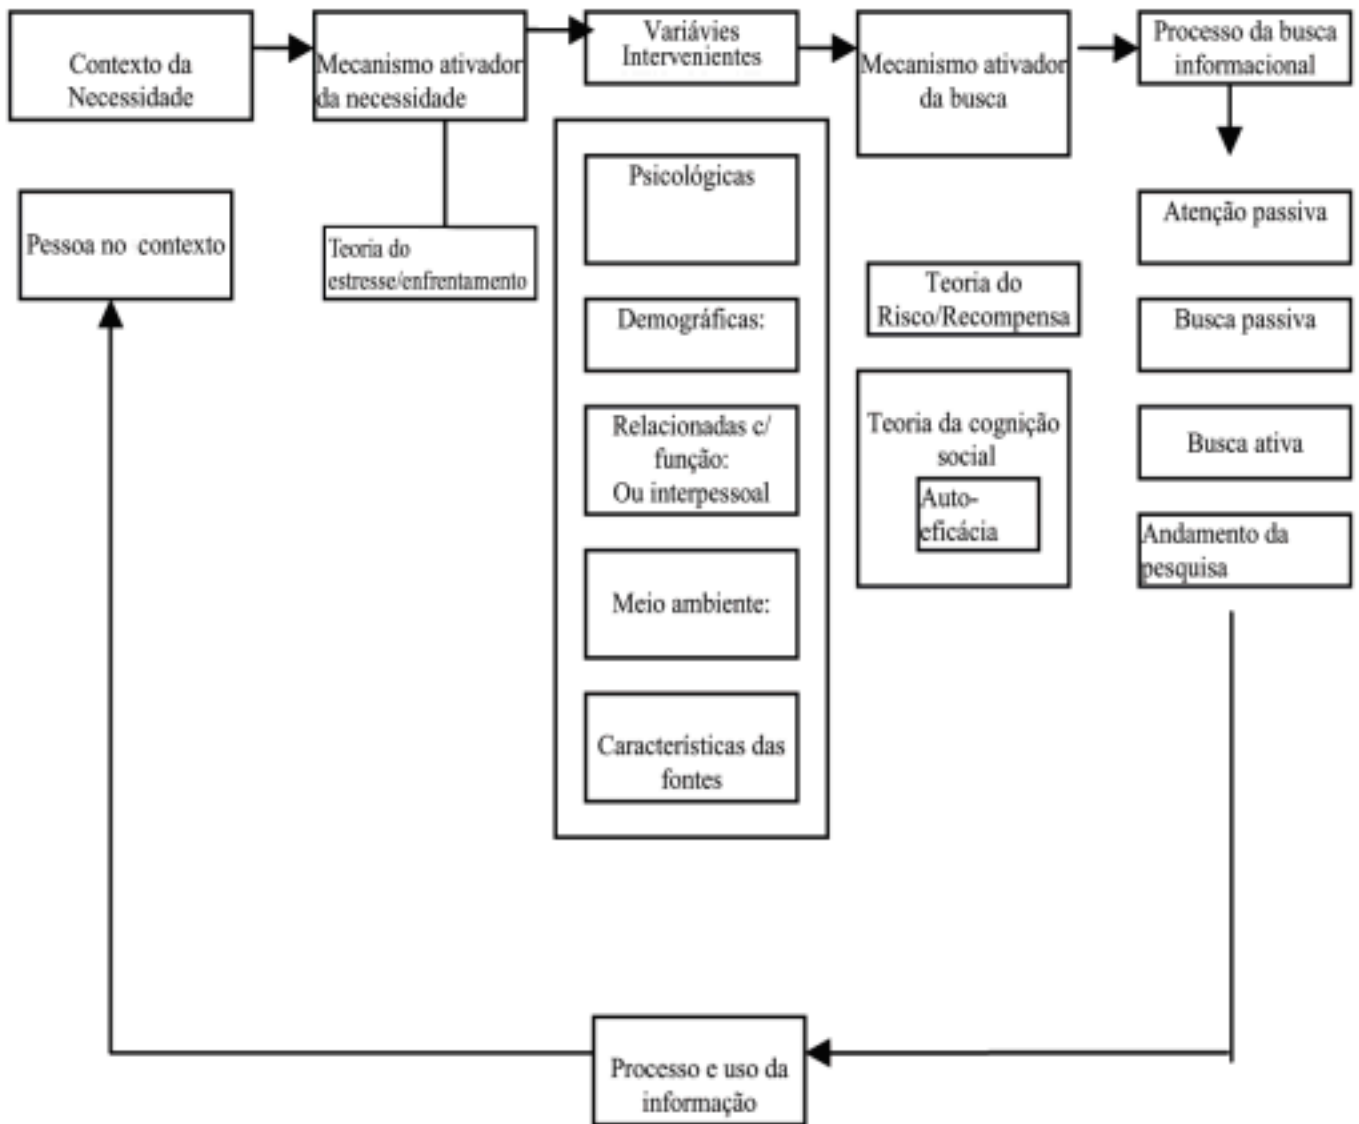 Contexto da
Necessidade
Mecanismo ativador
da necessidade
Variávies
Intervenientes
Mecanismo ativador
da busca
Processo da busca
informacional
Pessoa no contexto
Teoria do
estresse/enfrentamento
Psicológicas
Demográficas:
Relacionadas c/
função:
Ou interpessoal
Meio ambiente:
Características das
fontes
Teoria do
Risco/Recompensa
Teoria da cognição
social
Auto-
eficácia
Atenção passiva
Busca passiva
Busca ativa
Andamento da
pesquisa
Processo e uso da
informação